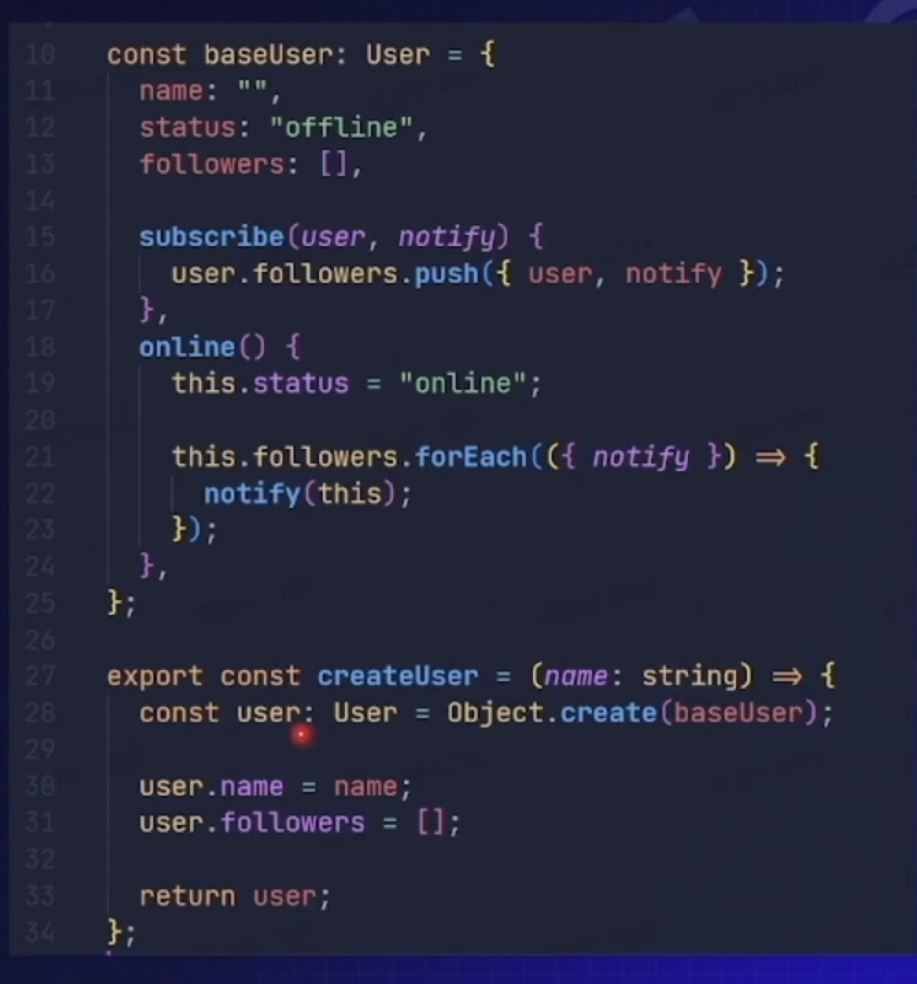 10 const baseUser: User = {
11 name: "",
12 status: "offline",
13 followers: [],
14
15 subscribe(user, notify) {
16 user.followers.push({ user, notify });
17 },
18 online() {
19 this.status = "online";
20
21 this.followers.forEach(({ notify }) => {
22 notify(this);
23 });
24 },
25 };
26
27 export const createUser = (name: string) => {
28 const user: User = Object.create(baseUser);
29
30 user.name = name;
31 user.followers = [];
32
33 return user;
34 };